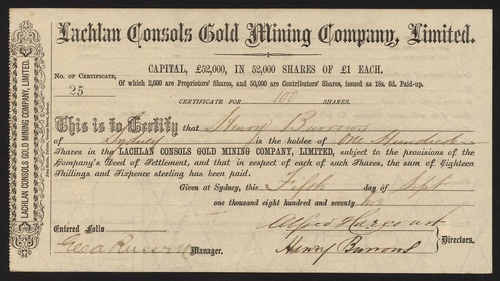 Lachlan Consols Gold Mining Company, Limited.
CAPITAL, £52,000, IN 52,000 SHARES OF £1 EACH.
Of which 2,000 are Proprietors' Shares, and 50,000 are Contributors' Shares, issued as 18s. 6d. Paid-up.
NO. OF CERTIFICATE,
25
CERTIFICATE FOR 100 SHARES.
This is to Certify that Henry Burrows
of Sydney is the holder of One Hundred
Shares in the LACHLAN CONSOLS GOLD MINING COMPANY, LIMITED, subject to the provisions of the
Company's Deed of Settlement, and that in respect of each of such Shares, the sum of Eighteen
Shillings and Sixpence sterling has been paid.
Given at Sydney, this Fifth day of Sept
one thousand eight hundred and seventy two
Entered Folio
Alfred
Manager.
Henry Burrows
Directors.
LACHLAN CONSOLS GOLD MINING COMPANY, LIMITED.